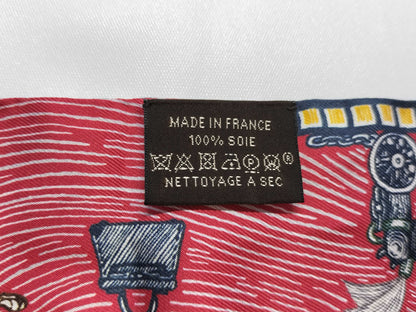 MADE IN FRANCE
100% SOIE
®
NETTOYAGE A SEC